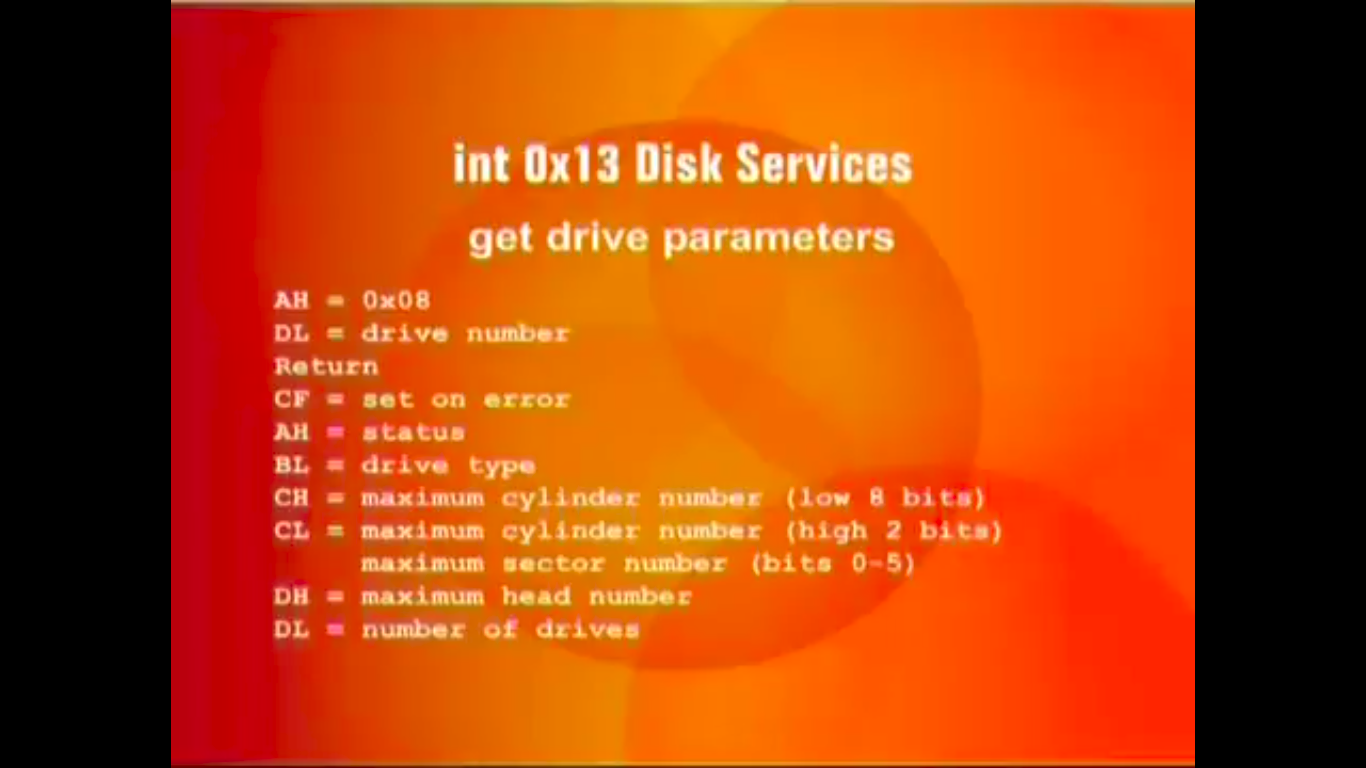 int 0x13 Disk Services
get drive parameters
AH = 0x08
DL = drive number
Return
CF = set on error
AH = status
BL = drive type
CH = maximum cylinder number (low 8 bits)
CL = maximum cylinder number (high 2 bits)
maximum sector number (bits 0-5)
DH = maximum head number
DL = number of drives